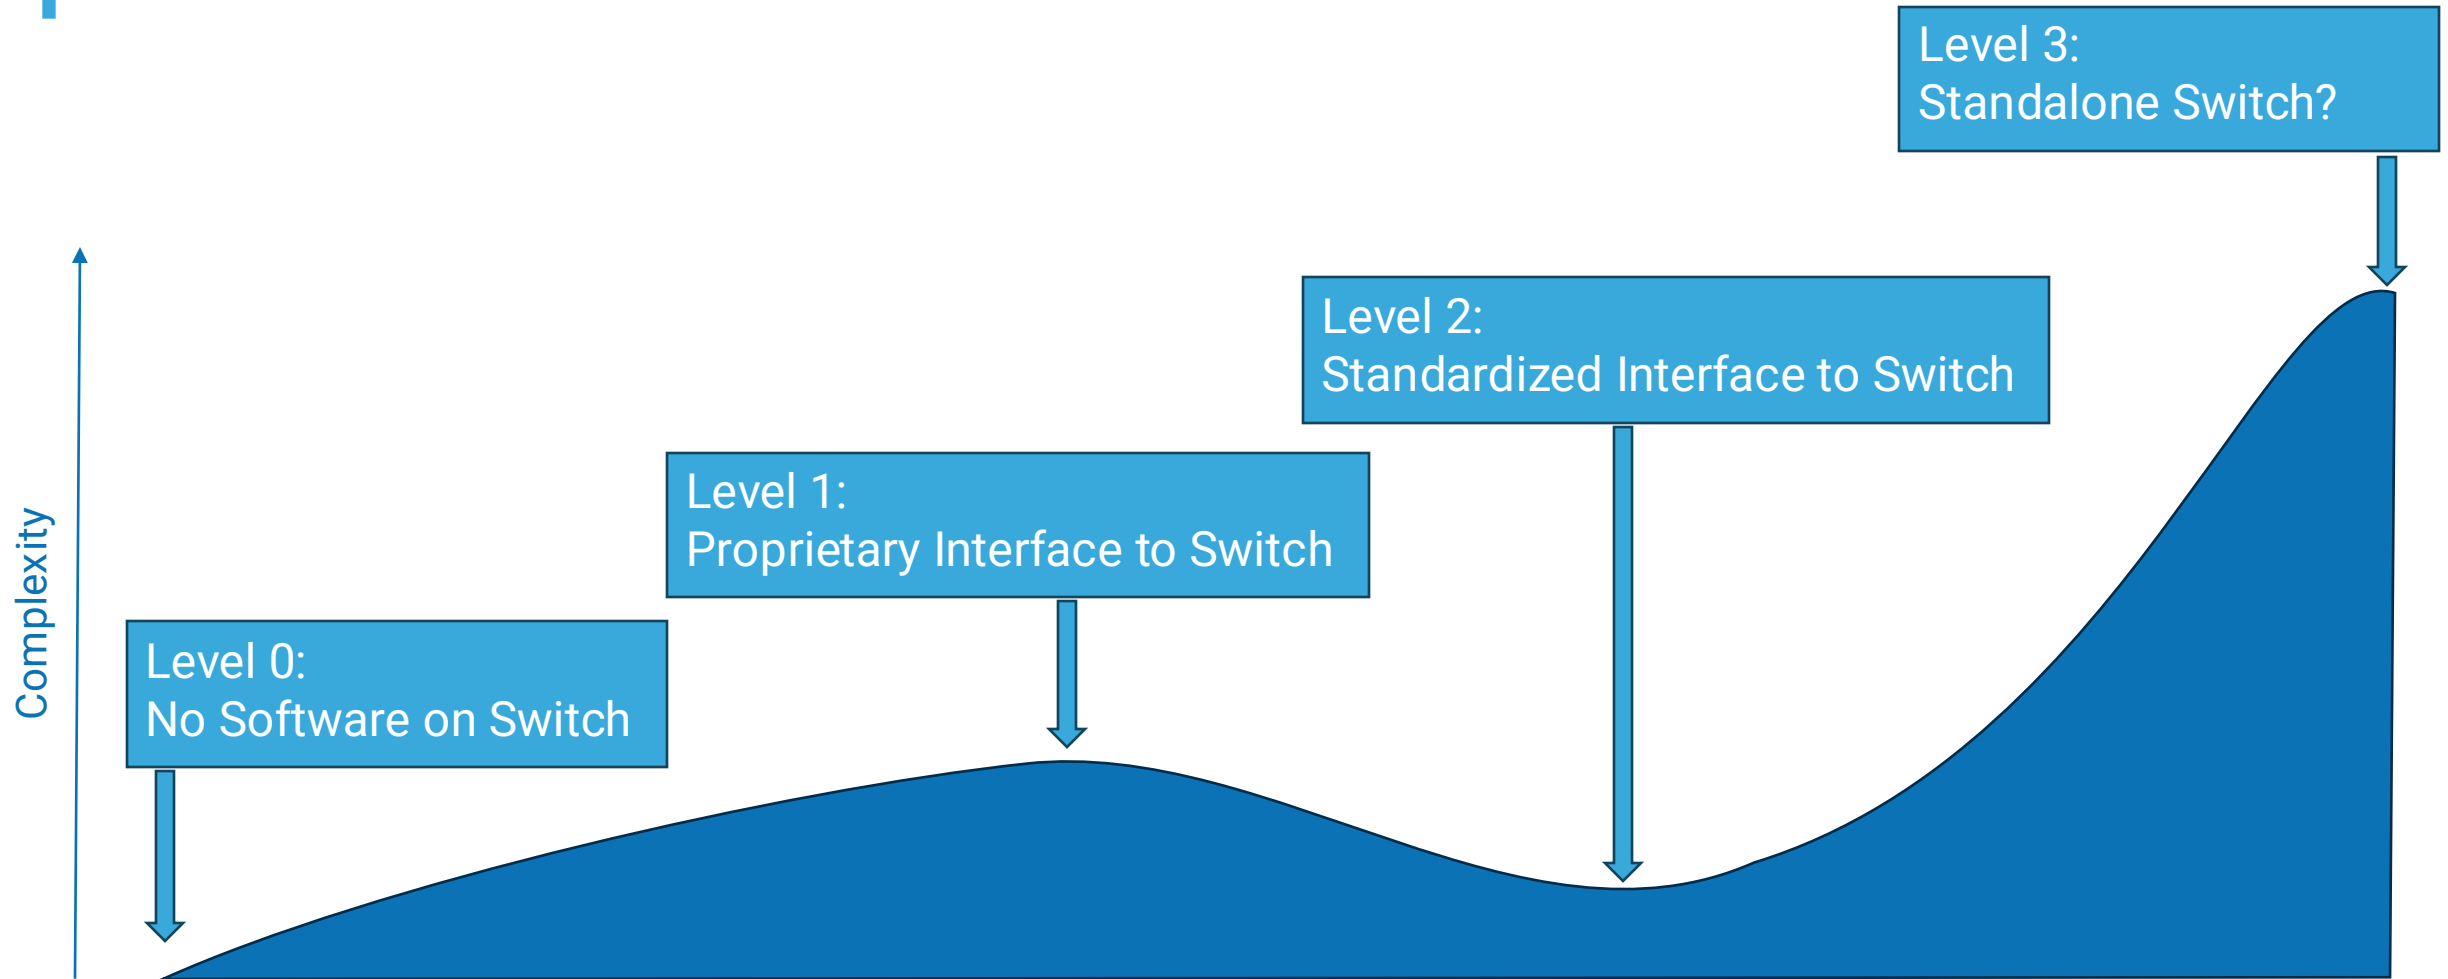 Level 3:
Standalone Switch?
Level 2:
Standardized Interface to Switch
Level 1:
Proprietary Interface to Switch
Level 0:
No Software on Switch
Complexity